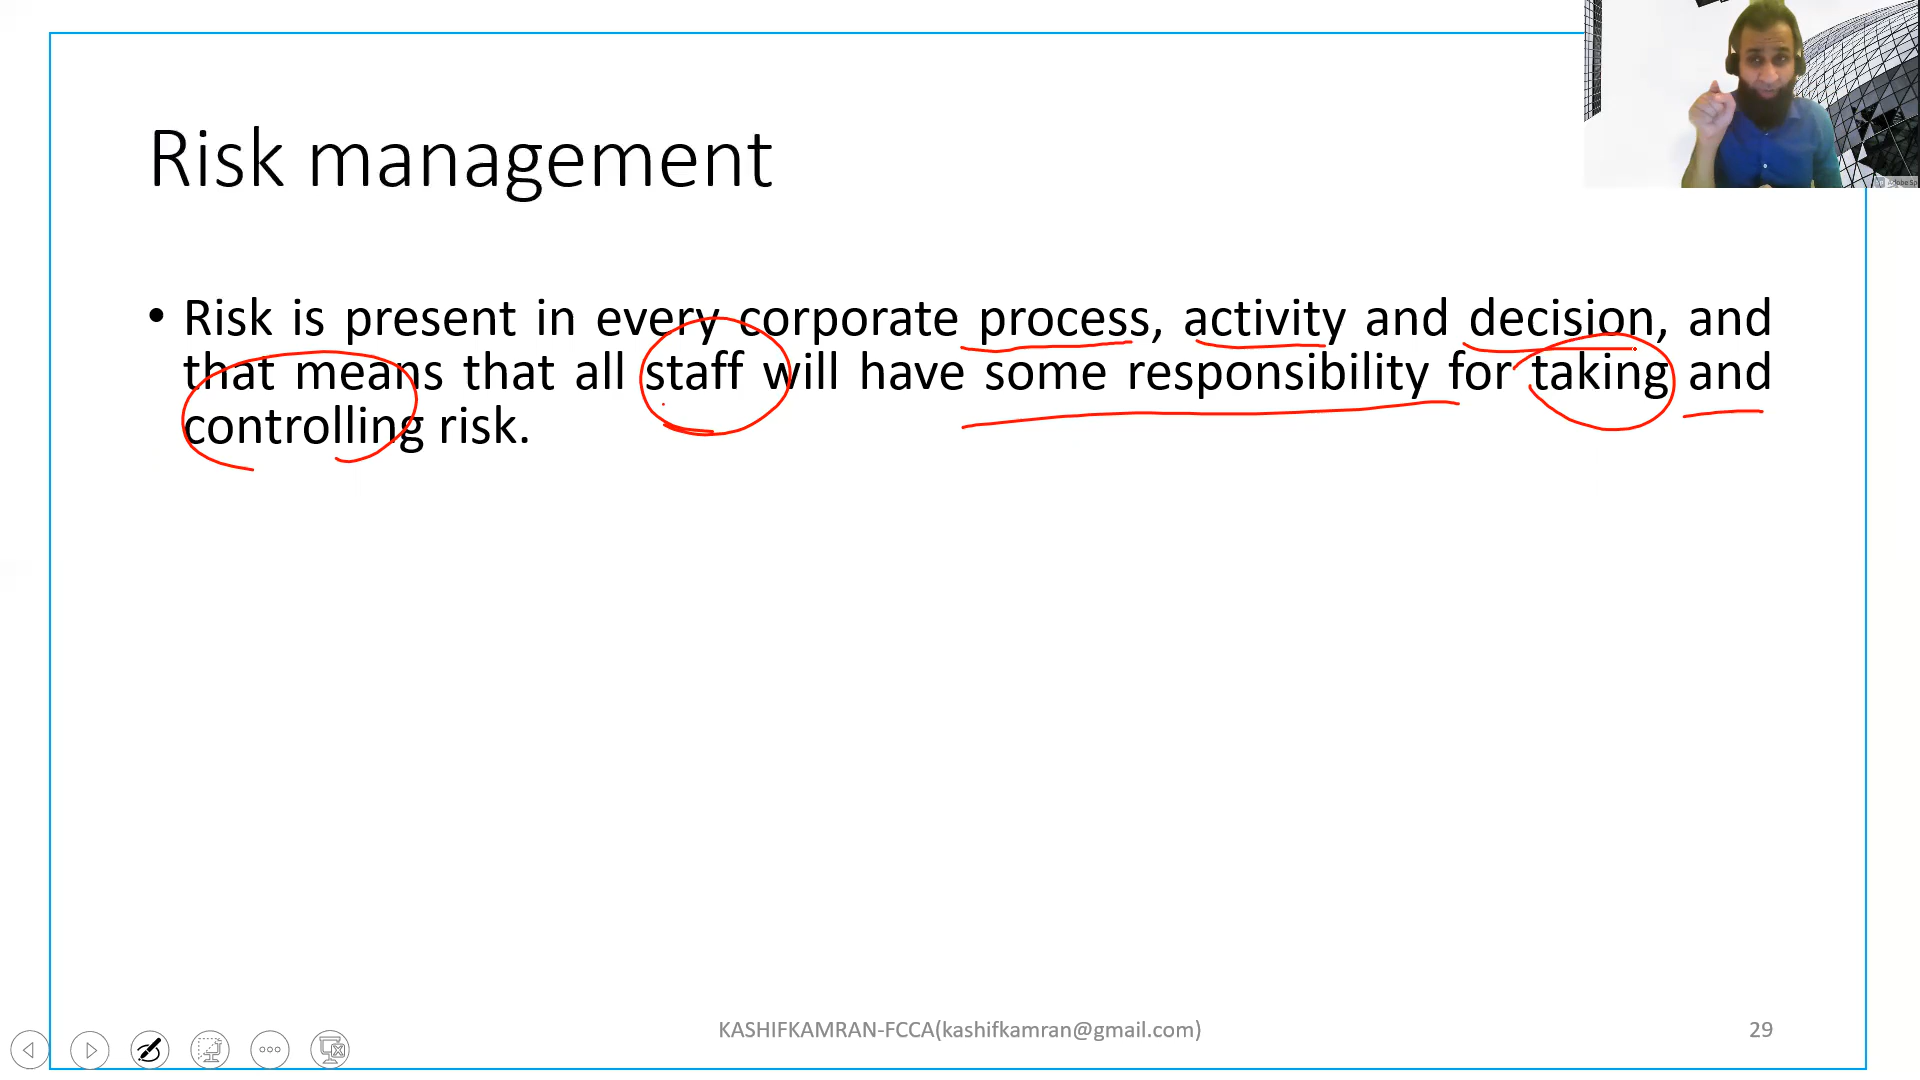 Risk management
• Risk is present in every corporate process, activity and decision, and
that means that all staff will have some responsibility for taking and
controlling risk.
KASHIFKAMRAN-FCCA(kashifkamran@gmail.com)
29